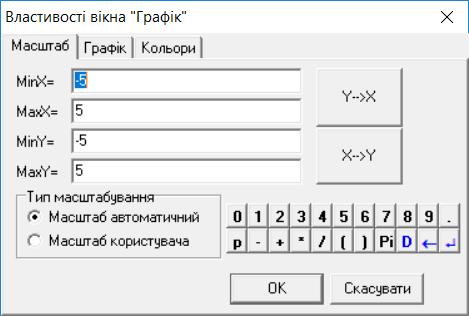 Властивості вікна "Графік"
Масштаб Графік Кольори
MinX= -5
MaxX= 5
MinY= -5
MaxY= 5
Y-->X
X-->Y
Тип масштабування
Масштаб автоматичний
Масштаб користувача
0 1 2 3 4 5 6 7 8 9 .
p - + * / ( ) Pi D ← ↵
OK Скасувати